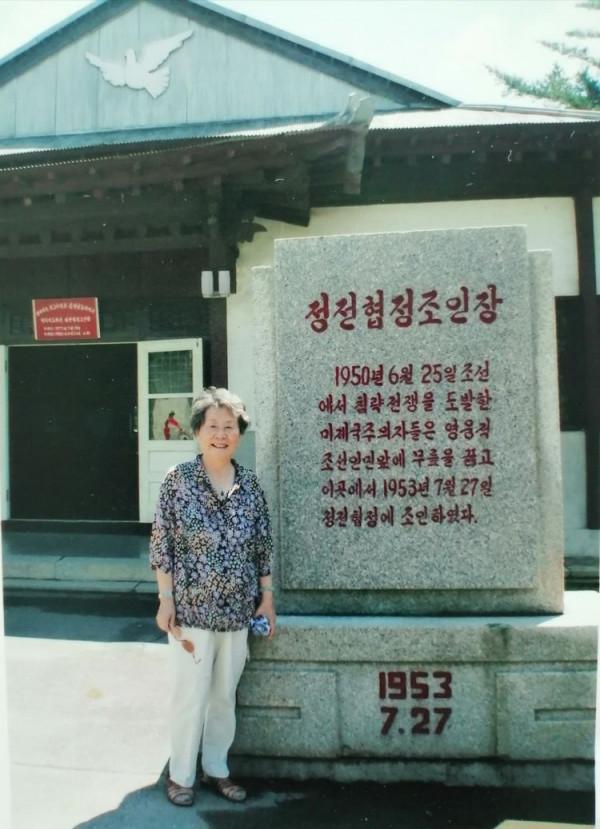 정전협정조인장
1950년 6월 25일 조선
에서 침략전쟁을 도발한
미제국주의자들은 영웅적
조선인민앞에 무릎을 꿇고
이곳에서 1953년 7월 27일
정전협정에 조인하였다.
1953
7.27